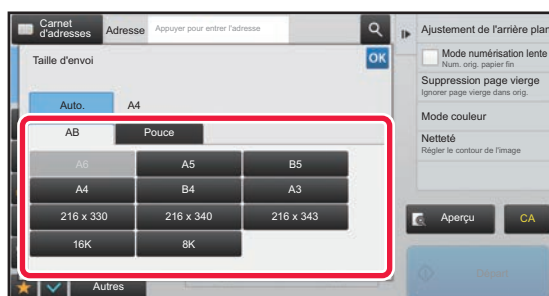 Carnet d'adresses
Adresse
Appuyer pour entrer l'adresse
Taille d'envoi
OK
Auto.
A4
AB
Pouce
A6
A5
B5
A4
B4
A3
216 x 330
216 x 340
216 x 343
16K
8K
Autres
Ajustement de l'arrière plan
Mode numérisation lente
Num. orig. papier fin
Suppression page vierge
Ignorer page vierge dans orig.
Mode couleur
Netteté
Régler le contour de l'image
Aperçu
CA
Départ